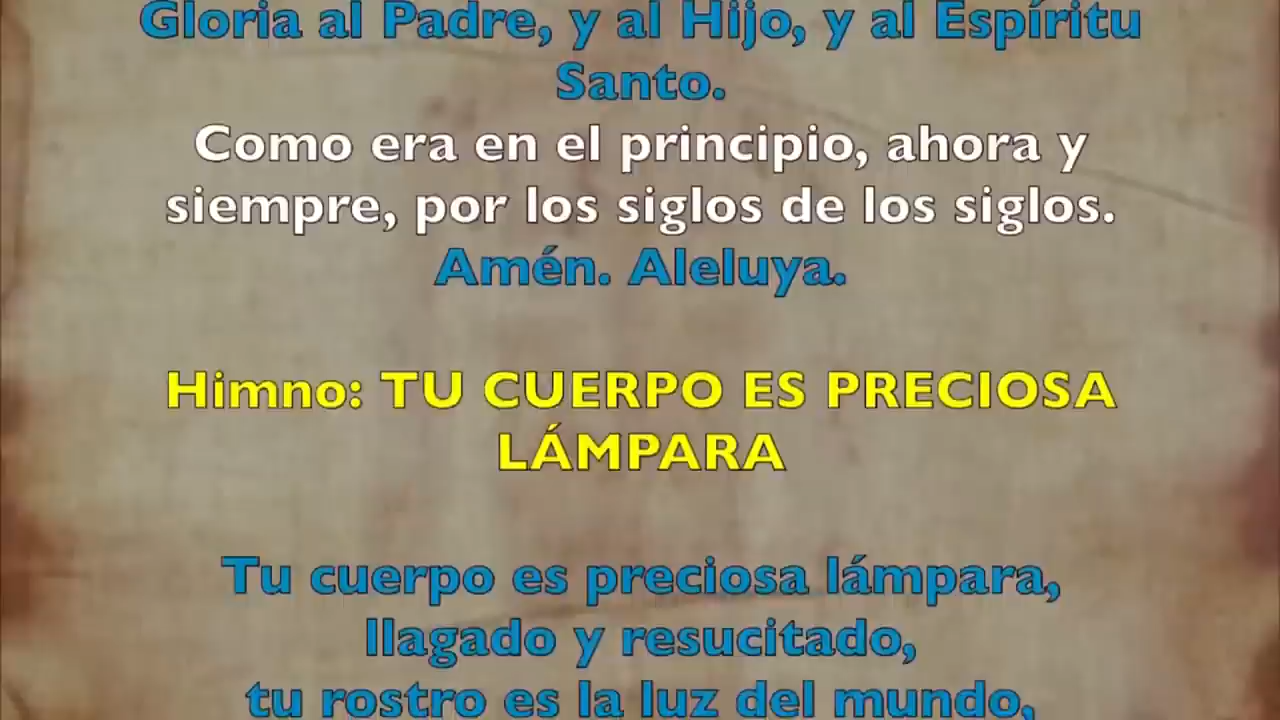 Gloria al Padre, y al Hijo, y al Espíritu
Santo.
Como era en el principio, ahora y
siempre, por los siglos de los siglos.
Amén. Aleluya.
Himno: TU CUERPO ES PRECIOSA
LÁMPARA
Tu cuerpo es preciosa lámpara,
llagado y resucitado,
tu rostro es la luz del mundo,